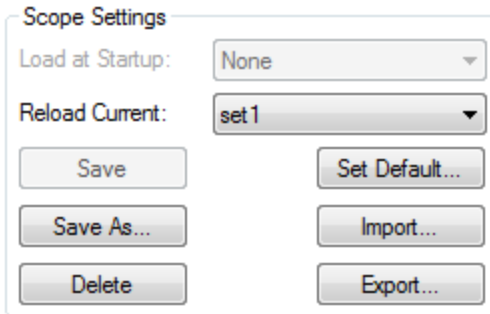 Scope Settings
Load at Startup: None
Reload Current: set1
Save Set Default...
Save As... Import...
Delete Export...